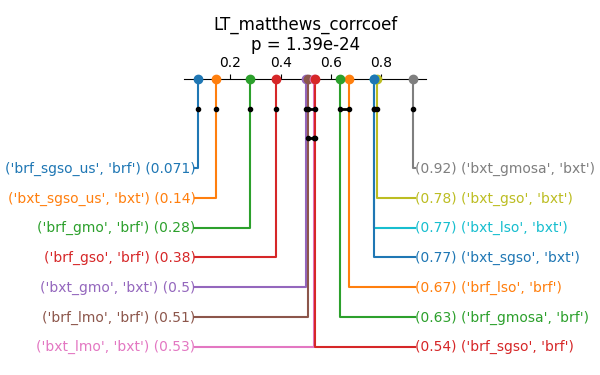 LT_matthews_corrcoef
p = 1.39e-24
0.2 0.4 0.6 0.8
('brf_sgso_us', 'brf') (0.071) (0.92) ('bxt_gmosa', 'bxt')
('bxt_sgso_us', 'bxt') (0.14) (0.78) ('bxt_gso', 'bxt')
('brf_gmo', 'brf') (0.28) (0.77) ('bxt_lso', 'bxt')
('brf_gso', 'brf') (0.38) (0.77) ('bxt_sgso', 'bxt')
('bxt_gmo', 'bxt') (0.5) (0.67) ('brf_lso', 'brf')
('brf_lmo', 'brf') (0.51) (0.63) ('brf_gmosa', 'brf')
('bxt_lmo', 'bxt') (0.53) (0.54) ('brf_sgso', 'brf')